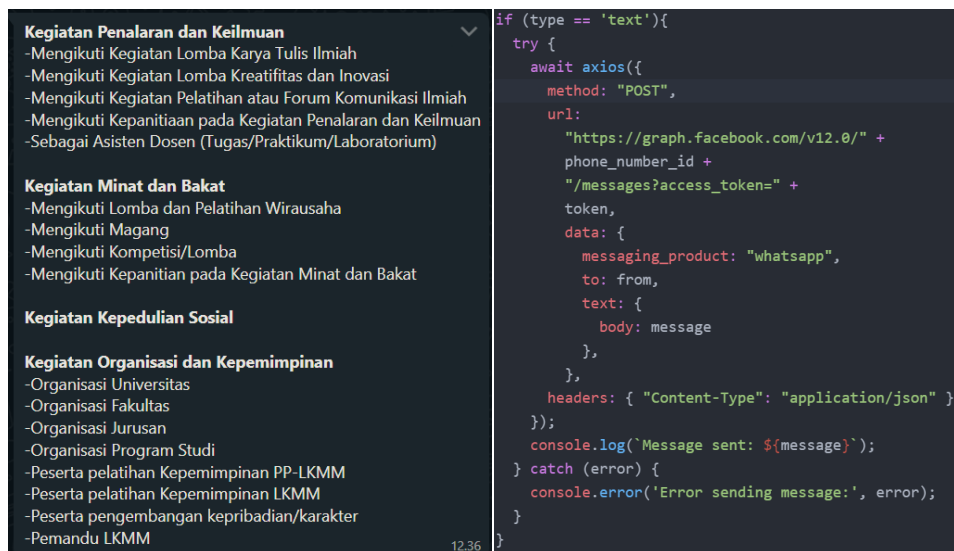 Kegiatan Penalaran dan Keilmuan
-Mengikuti Kegiatan Lomba Karya Tulis Ilmiah
-Mengikuti Kegiatan Lomba Kreatifitas dan Inovasi
-Mengikuti Kegiatan Pelatihan atau Forum Komunikasi Ilmiah
-Mengikuti Kepanitiaan pada Kegiatan Penalaran dan Keilmuan
-Sebagai Asisten Dosen (Tugas/Praktikum/Laboratorium)
Kegiatan Minat dan Bakat
-Mengikuti Lomba dan Pelatihan Wirausaha
-Mengikuti Magang
-Mengikuti Kompetisi/Lomba
-Mengikuti Kepanitian pada Kegiatan Minat dan Bakat
Kegiatan Kepedulian Sosial
Kegiatan Organisasi dan Kepemimpinan
-Organisasi Universitas
-Organisasi Fakultas
-Organisasi Jurusan
-Organisasi Program Studi
-Peserta pelatihan Kepemimpinan PP-LKMM
-Peserta pelatihan Kepemimpinan LKMM
-Peserta pengembangan kepribadian/karakter
-Pemandu LKMM
12.36
if (type == 'text'){
try {
await axios({
method: "POST",
url:
"https://graph.facebook.com/v12.0/" +
phone_number_id +
"/messages?access_token=" +
token,
data: {
messaging_product: "whatsapp",
to: from,
text: {
body: message
},
},
headers: { "Content-Type": "application/json" }
});
console.log(`Message sent: ${message}`);
} catch (error) {
console.error('Error sending message:', error);
}
}